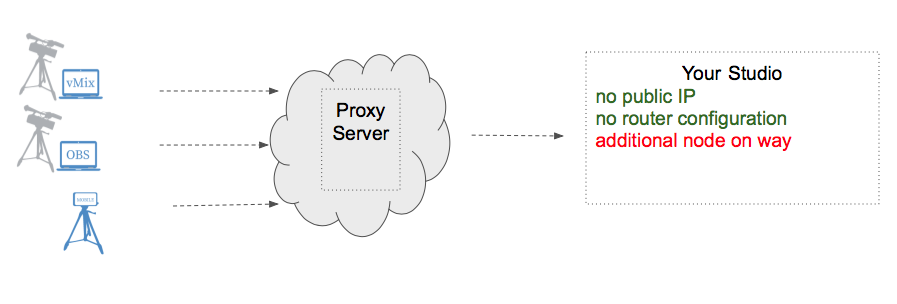 vMix
OBS
MOBILE
Proxy
Server
Your Studio
no public IP
no router configuration
additional node on way